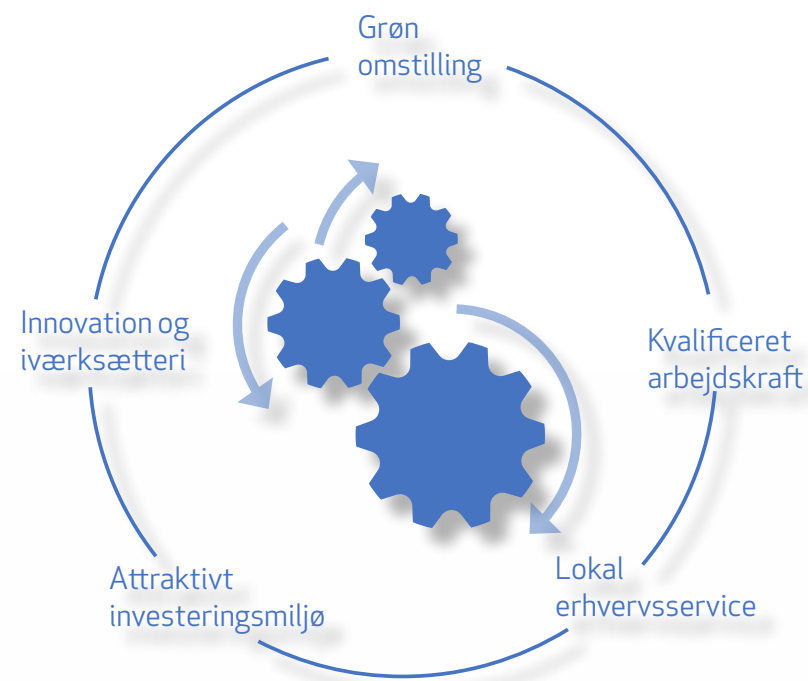 Grøn
omstilling
Innovation og
iværksætteri
Kvalificeret
arbejdskraft
Attraktivt
investeringsmiljø
Lokal
erhvervsservice